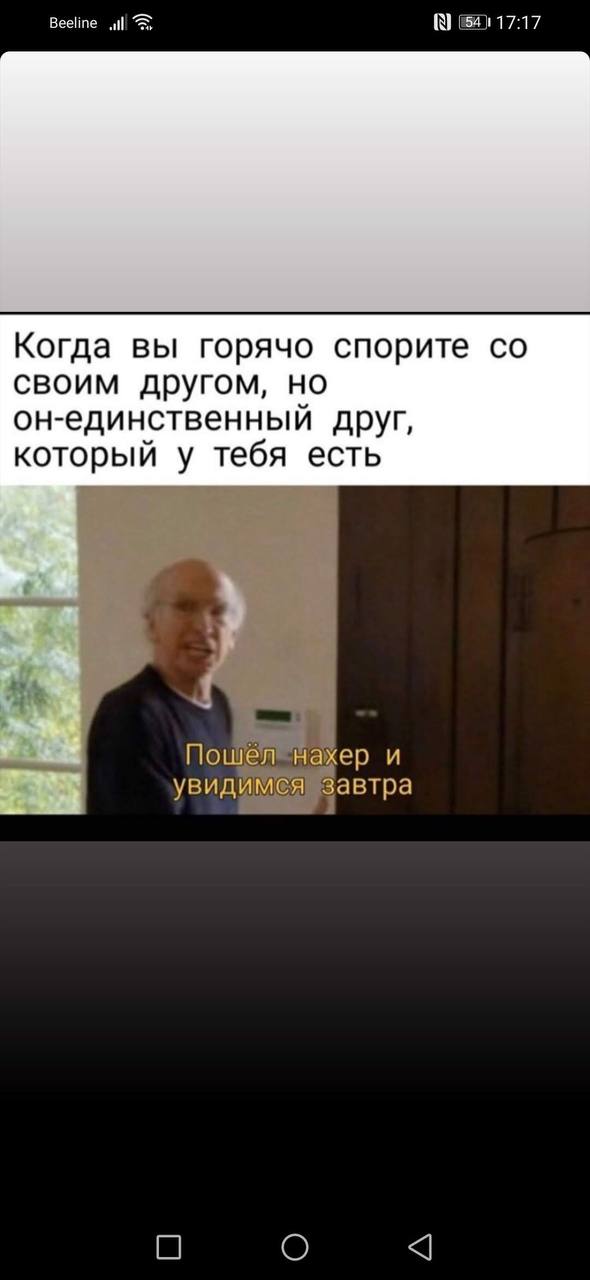 Beeline 54 17:17
Когда вы горячо спорите со
своим другом, но
он-единственный друг,
который у тебя есть
Пошёл нахер и
увидимся завтра